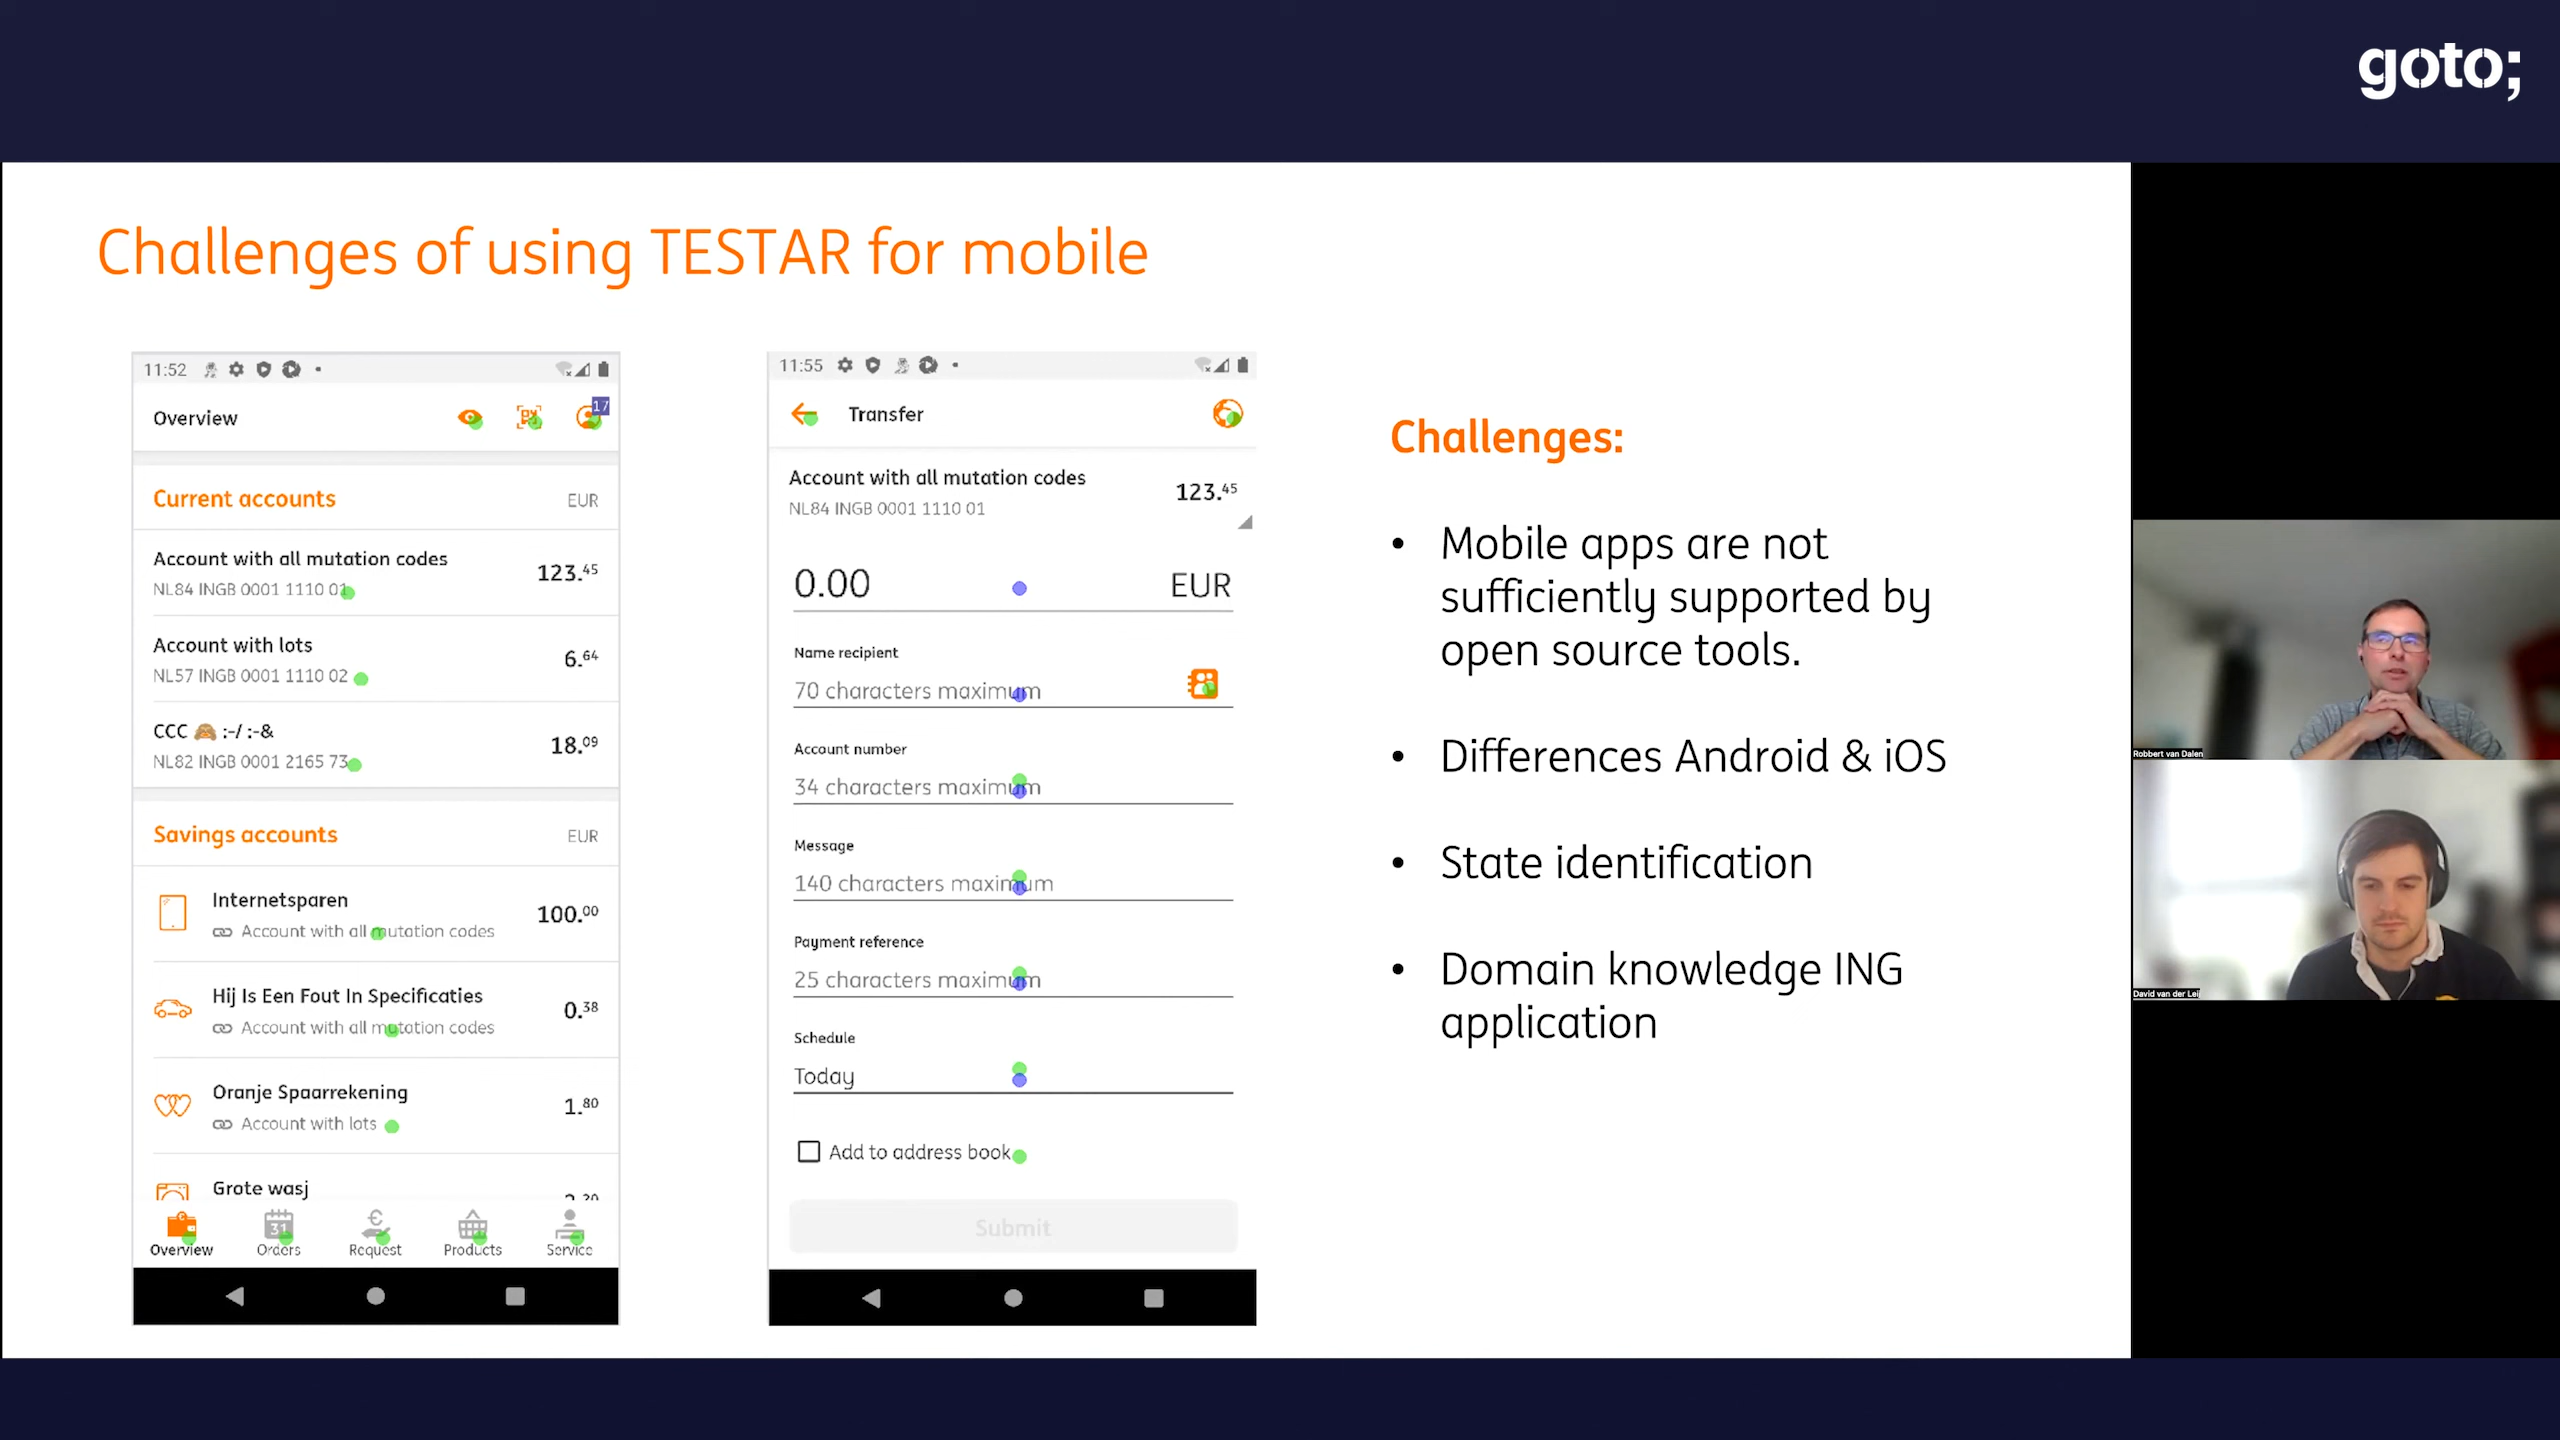 goto;
Challenges of using TESTAR for mobile
11:52
Overview
17
Current accounts EUR
Account with all mutation codes 123.45
NL84 INGB 0001 1110 01
Account with lots 6.64
NL57 INGB 0001 1110 02
CCC 🙈 :-/ :-& 18.09
NL82 INGB 0001 2165 73
Savings accounts EUR
Internetsparen 100.00
Account with all mutation codes
Hij Is Een Fout In Specificaties 0.38
Account with all mutation codes
Oranje Spaarrekening 1.80
Account with lots
Grote wasj
31
Overview Orders Request Products Service
11:55
Transfer
Account with all mutation codes 123.45
NL84 INGB 0001 1110 01
0.00 EUR
Name recipient
70 characters maximum
Account number
34 characters maximum
Message
140 characters maximum
Payment reference
25 characters maximum
Schedule
Today
Add to address book
Submit
Challenges:
• Mobile apps are not
sufficiently supported by
open source tools.
• Differences Android & iOS
• State identification
• Domain knowledge ING
application
Robbert van Dalen
David van der Leij